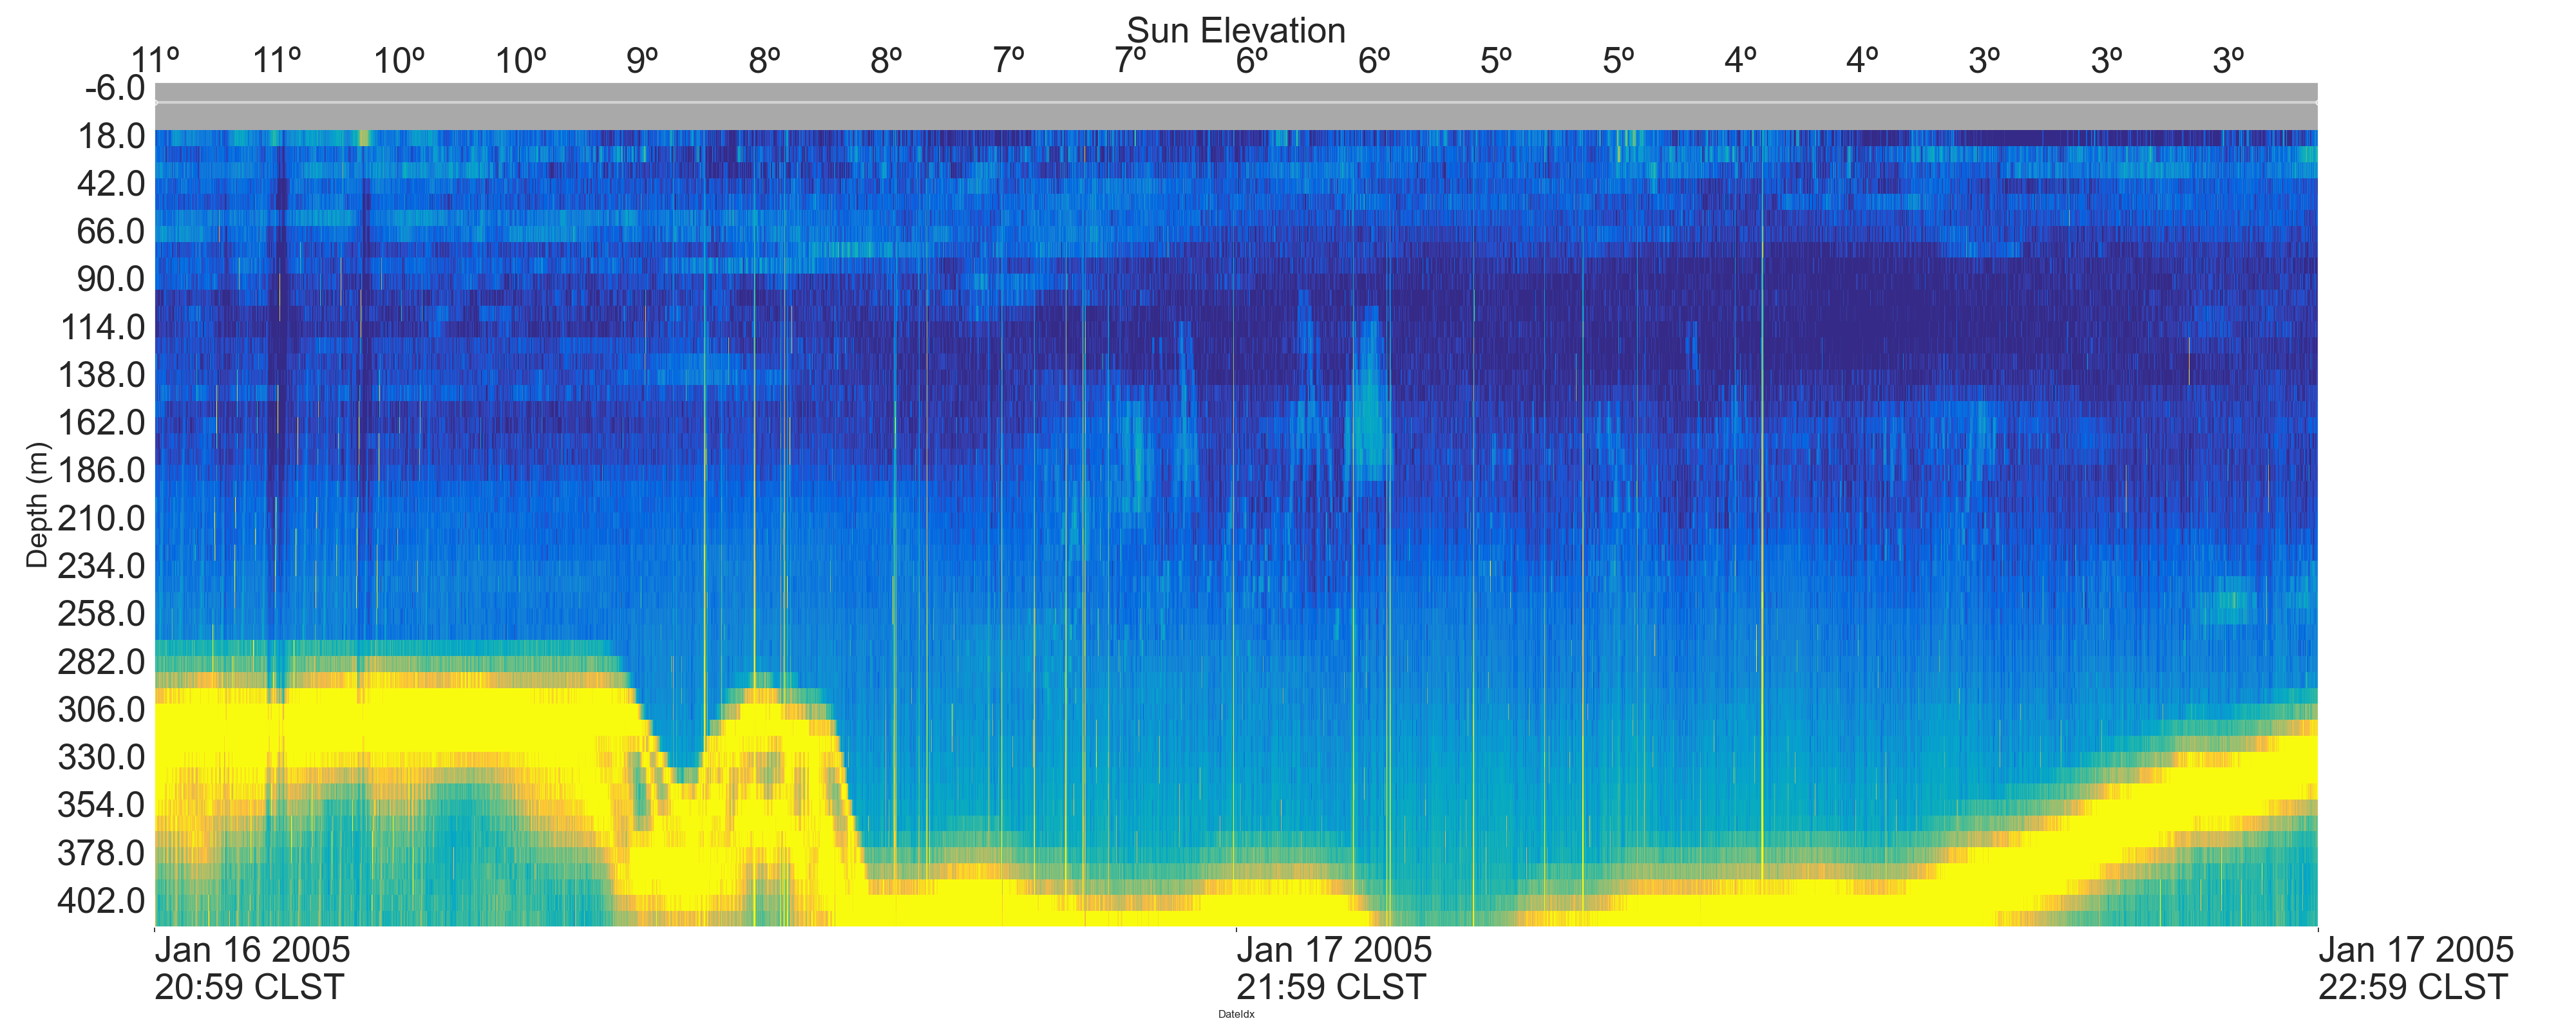 Sun Elevation
11º 11º 10º 10º 9º 8º 8º 7º 7º 6º 6º 5º 5º 4º 4º 3º 3º 3º
-6.0
18.0
42.0
66.0
90.0
114.0
138.0
162.0
186.0
210.0
234.0
258.0
282.0
306.0
330.0
354.0
378.0
402.0
Depth (m)
Jan 16 2005
20:59 CLST
Jan 17 2005
21:59 CLST
Jan 17 2005
22:59 CLST
DateIdx